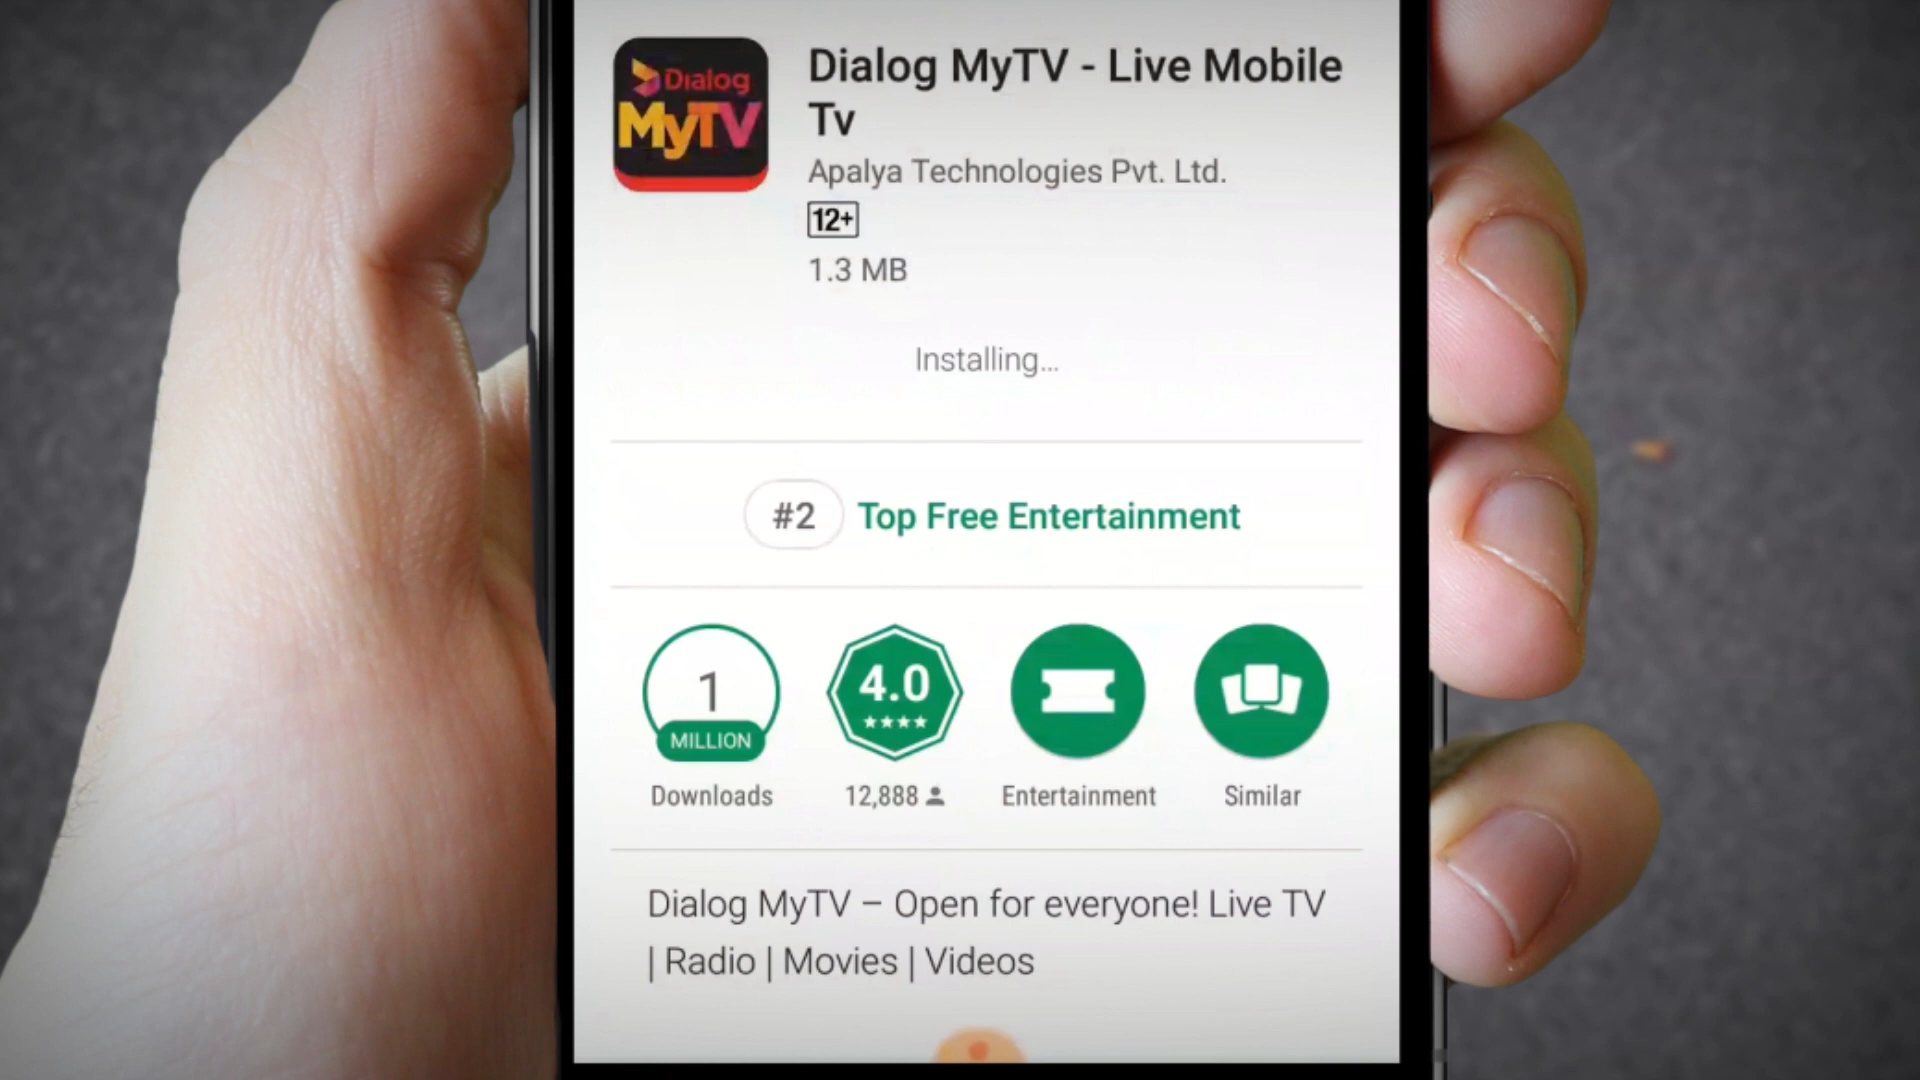 Dialog
MyTV
Dialog MyTV - Live Mobile
Tv
Apalya Technologies Pvt. Ltd.
12+
1.3 MB
Installing...
#2 Top Free Entertainment
1
MILLION
4.0
Downloads 12,888 Entertainment Similar
Dialog MyTV – Open for everyone! Live TV
| Radio | Movies | Videos